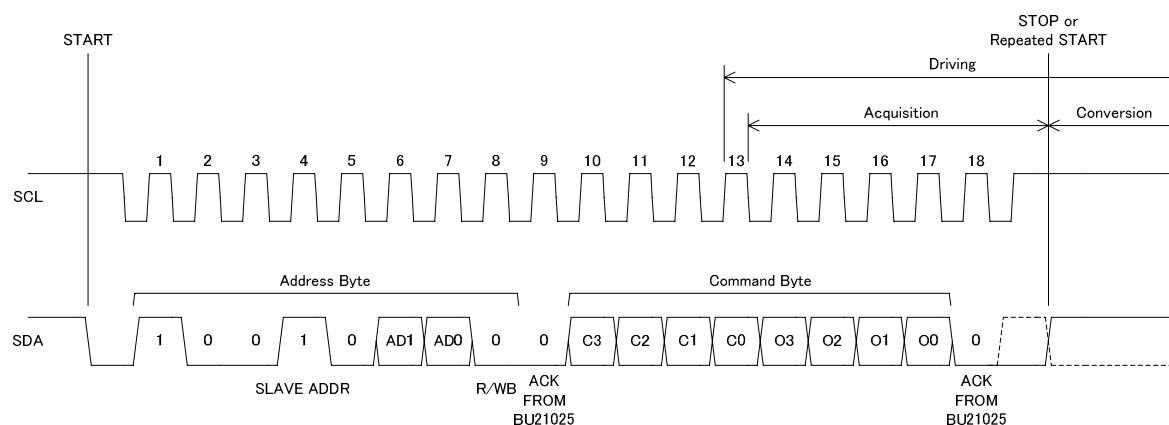 STOP or
START
Repeated START
Driving
Acquisition
Conversion
1 2 3 4 5 6 7 8 9 10 11 12 13 14 15 16 17 18
SCL
Address Byte
Command Byte
SDA
1 0 0 1 0 AD1 AD0 0 0 C3 C2 C1 C0 O3 O2 O1 O0 0
SLAVE ADDR
R/WB
ACK
FROM
BU21025
ACK
FROM
BU21025